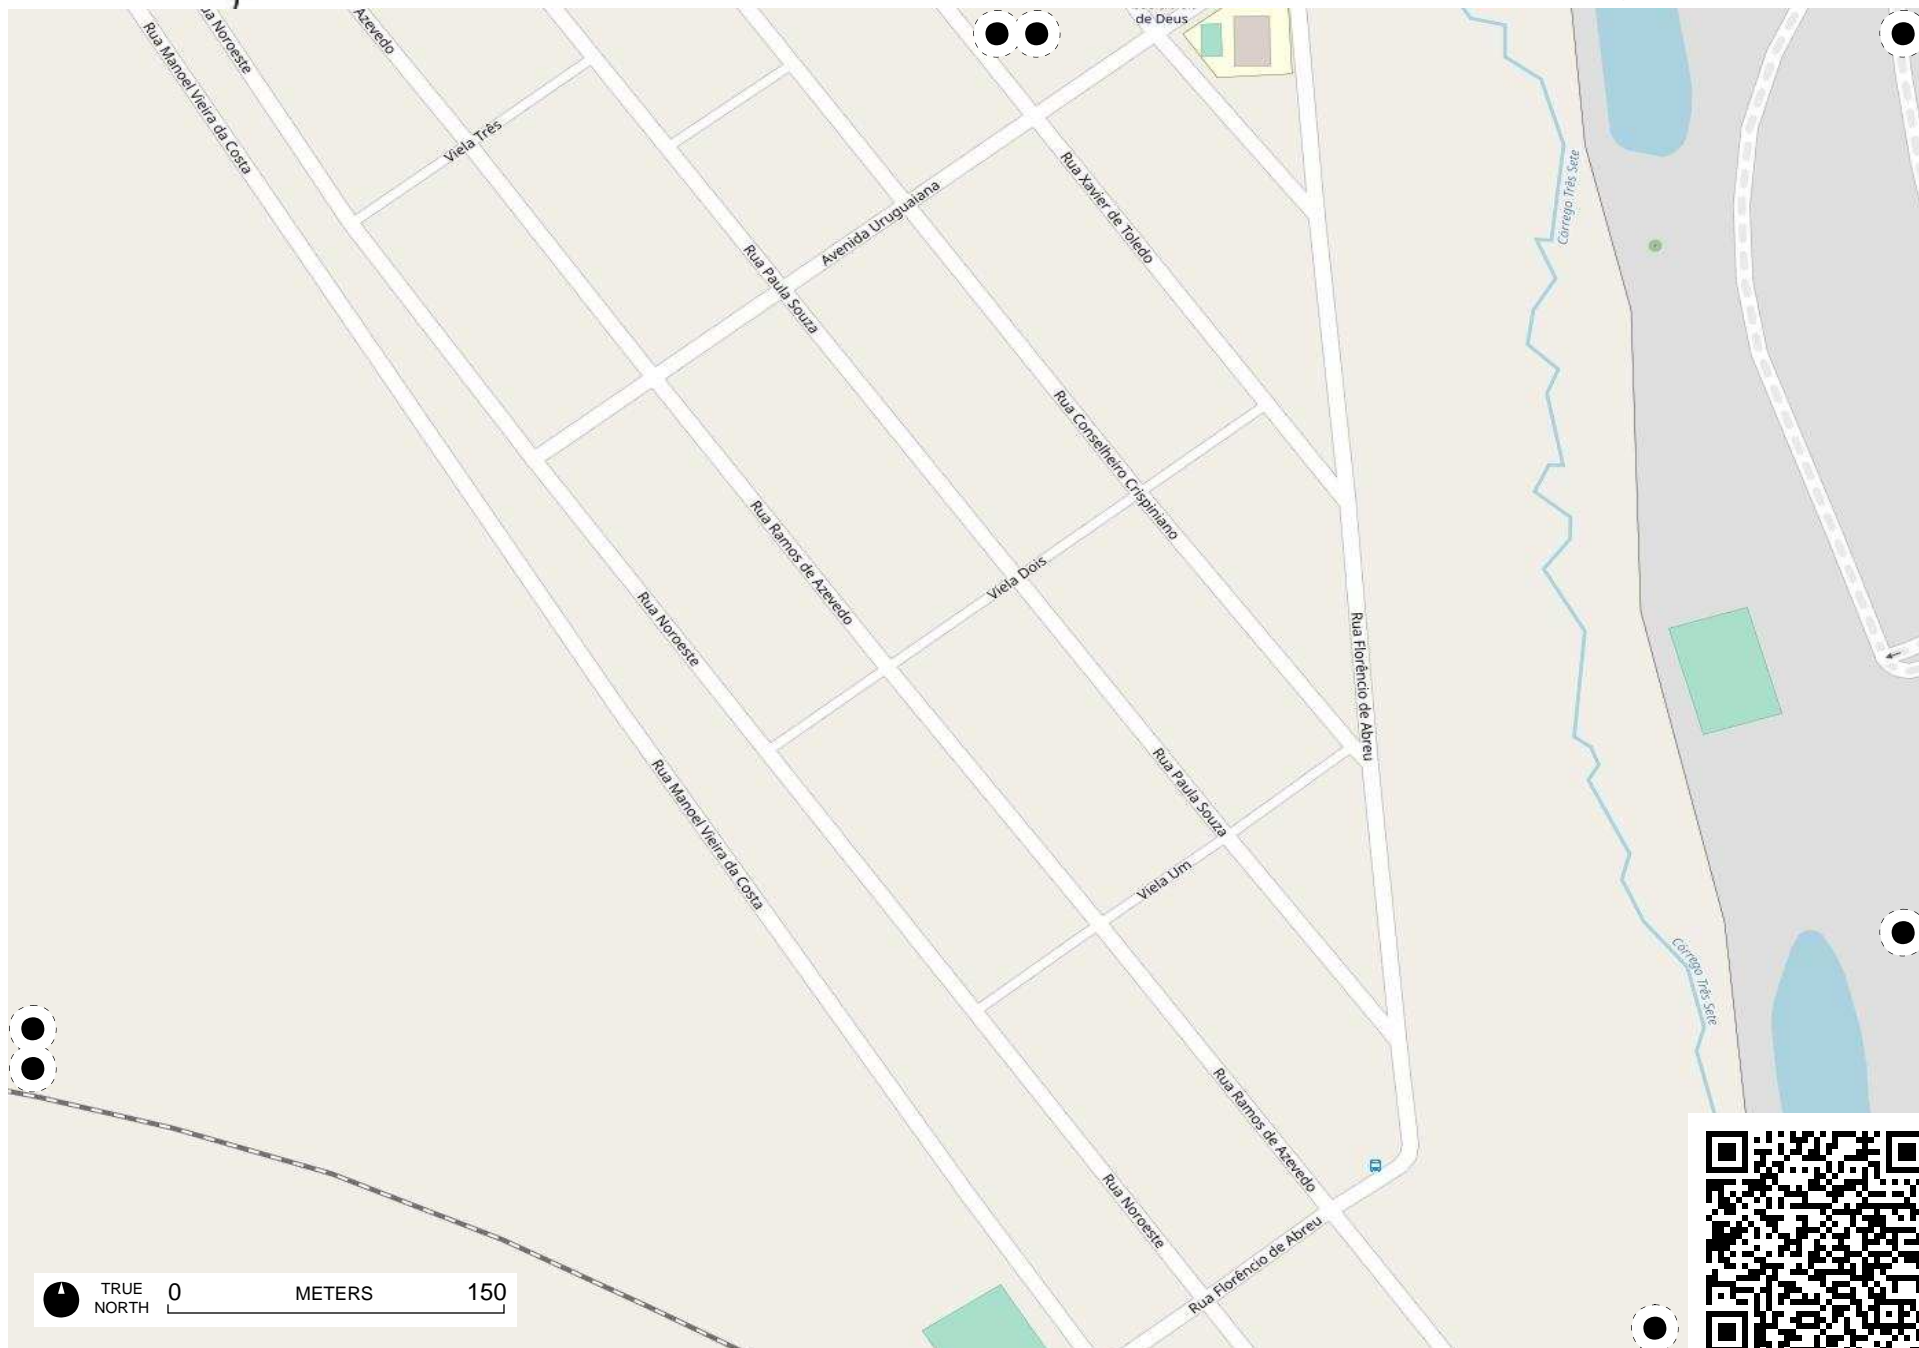 de Deus
Rua Manoel Vieira da Costa
Noroeste
Azevedo
Viela Três
Avenida Uruguaiana
Rua Xavier de Toledo
Córrego Três Sete
Rua Paula Souza
Rua Conselheiro Crispiniano
Rua Ramos de Azevedo
Viela Dois
Rua Noroeste
Rua Florêncio de Abreu
Rua Manoel Vieira da Costa
Rua Paula Souza
Viela Um
Córrego Três Sete
Rua Ramos de Azevedo
Rua Noroeste
Rua Florêncio de Abreu
TRUE
NORTH
0 METERS 150